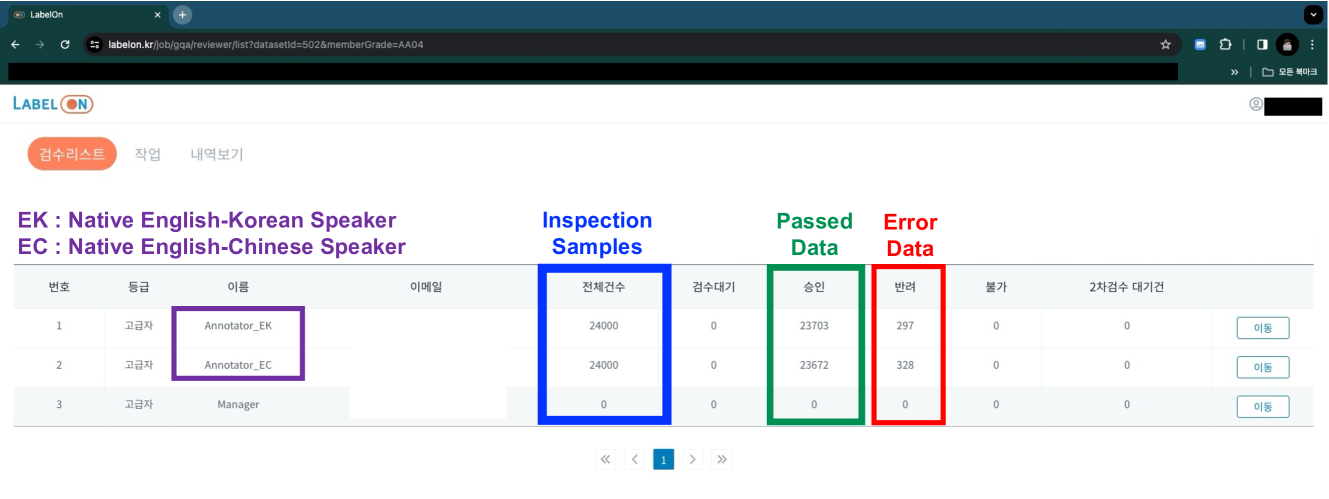 LabelOn
labelon.kr/job/gqa/reviewer/list?datasetId=502&memberGrade=AA04
모든 북마크
LABEL ON
검수리스트 작업 내역보기
EK : Native English-Korean Speaker
EC : Native English-Chinese Speaker
Inspection
Samples
Passed
Data
Error
Data
번호 등급 이름 이메일 전체건수 검수대기 승인 반려 불가 2차검수 대기건
1 고급자 Annotator_EK 24000 0 23703 297 0 0 이동
2 고급자 Annotator_EC 24000 0 23672 328 0 0 이동
3 고급자 Manager 0 0 0 0 0 0 이동
1